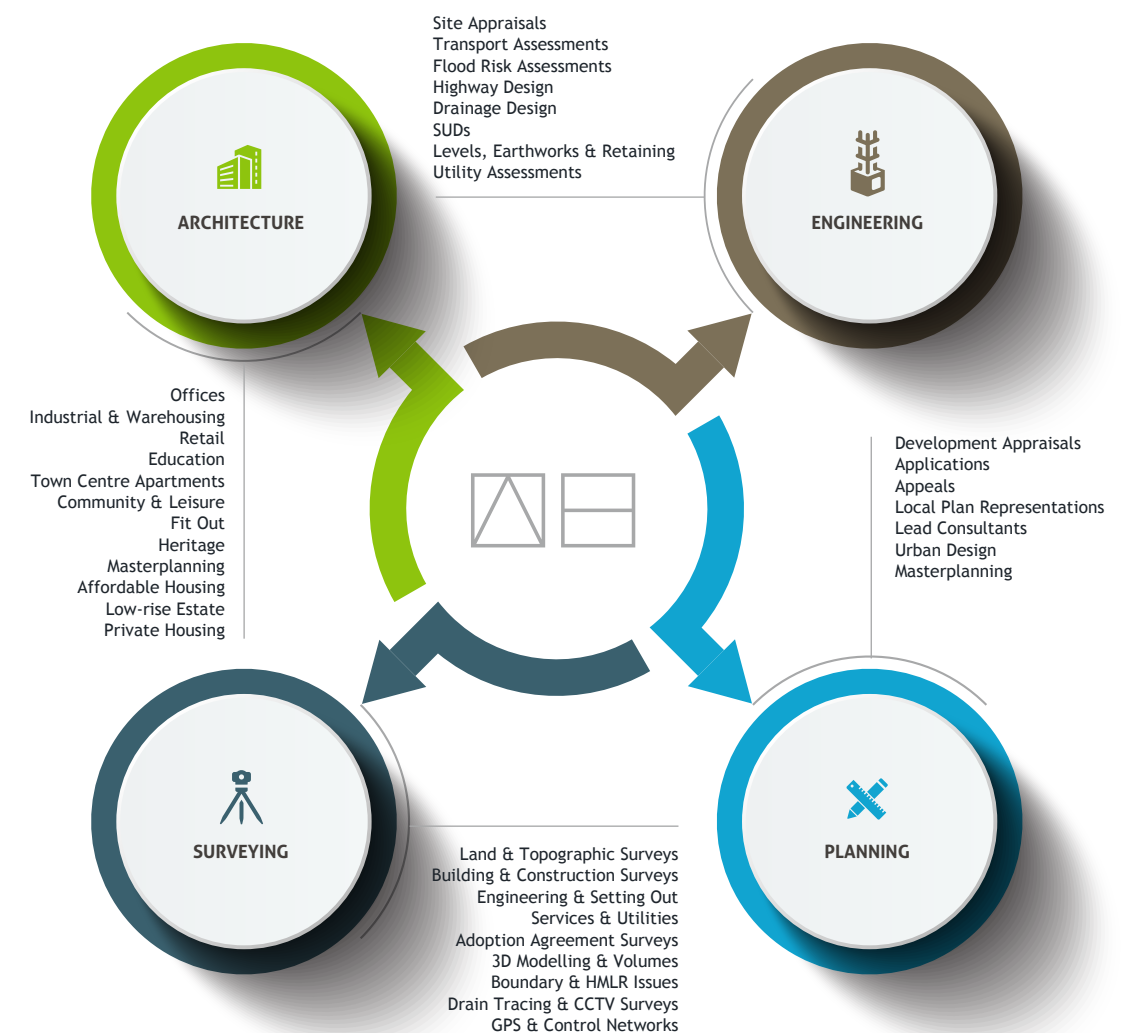 Site Appraisals
Transport Assessments
Flood Risk Assessments
Highway Design
Drainage Design
SUDs
Levels, Earthworks & Retaining
Utility Assessments
ARCHITECTURE
ENGINEERING
Offices
Industrial & Warehousing
Retail
Education
Town Centre Apartments
Community & Leisure
Fit Out
Heritage
Masterplanning
Affordable Housing
Low-rise Estate
Private Housing
Development Appraisals
Applications
Appeals
Local Plan Representations
Lead Consultants
Urban Design
Masterplanning
SURVEYING
PLANNING
Land & Topographic Surveys
Building & Construction Surveys
Engineering & Setting Out
Services & Utilities
Adoption Agreement Surveys
3D Modelling & Volumes
Boundary & HMLR Issues
Drain Tracing & CCTV Surveys
GPS & Control Networks